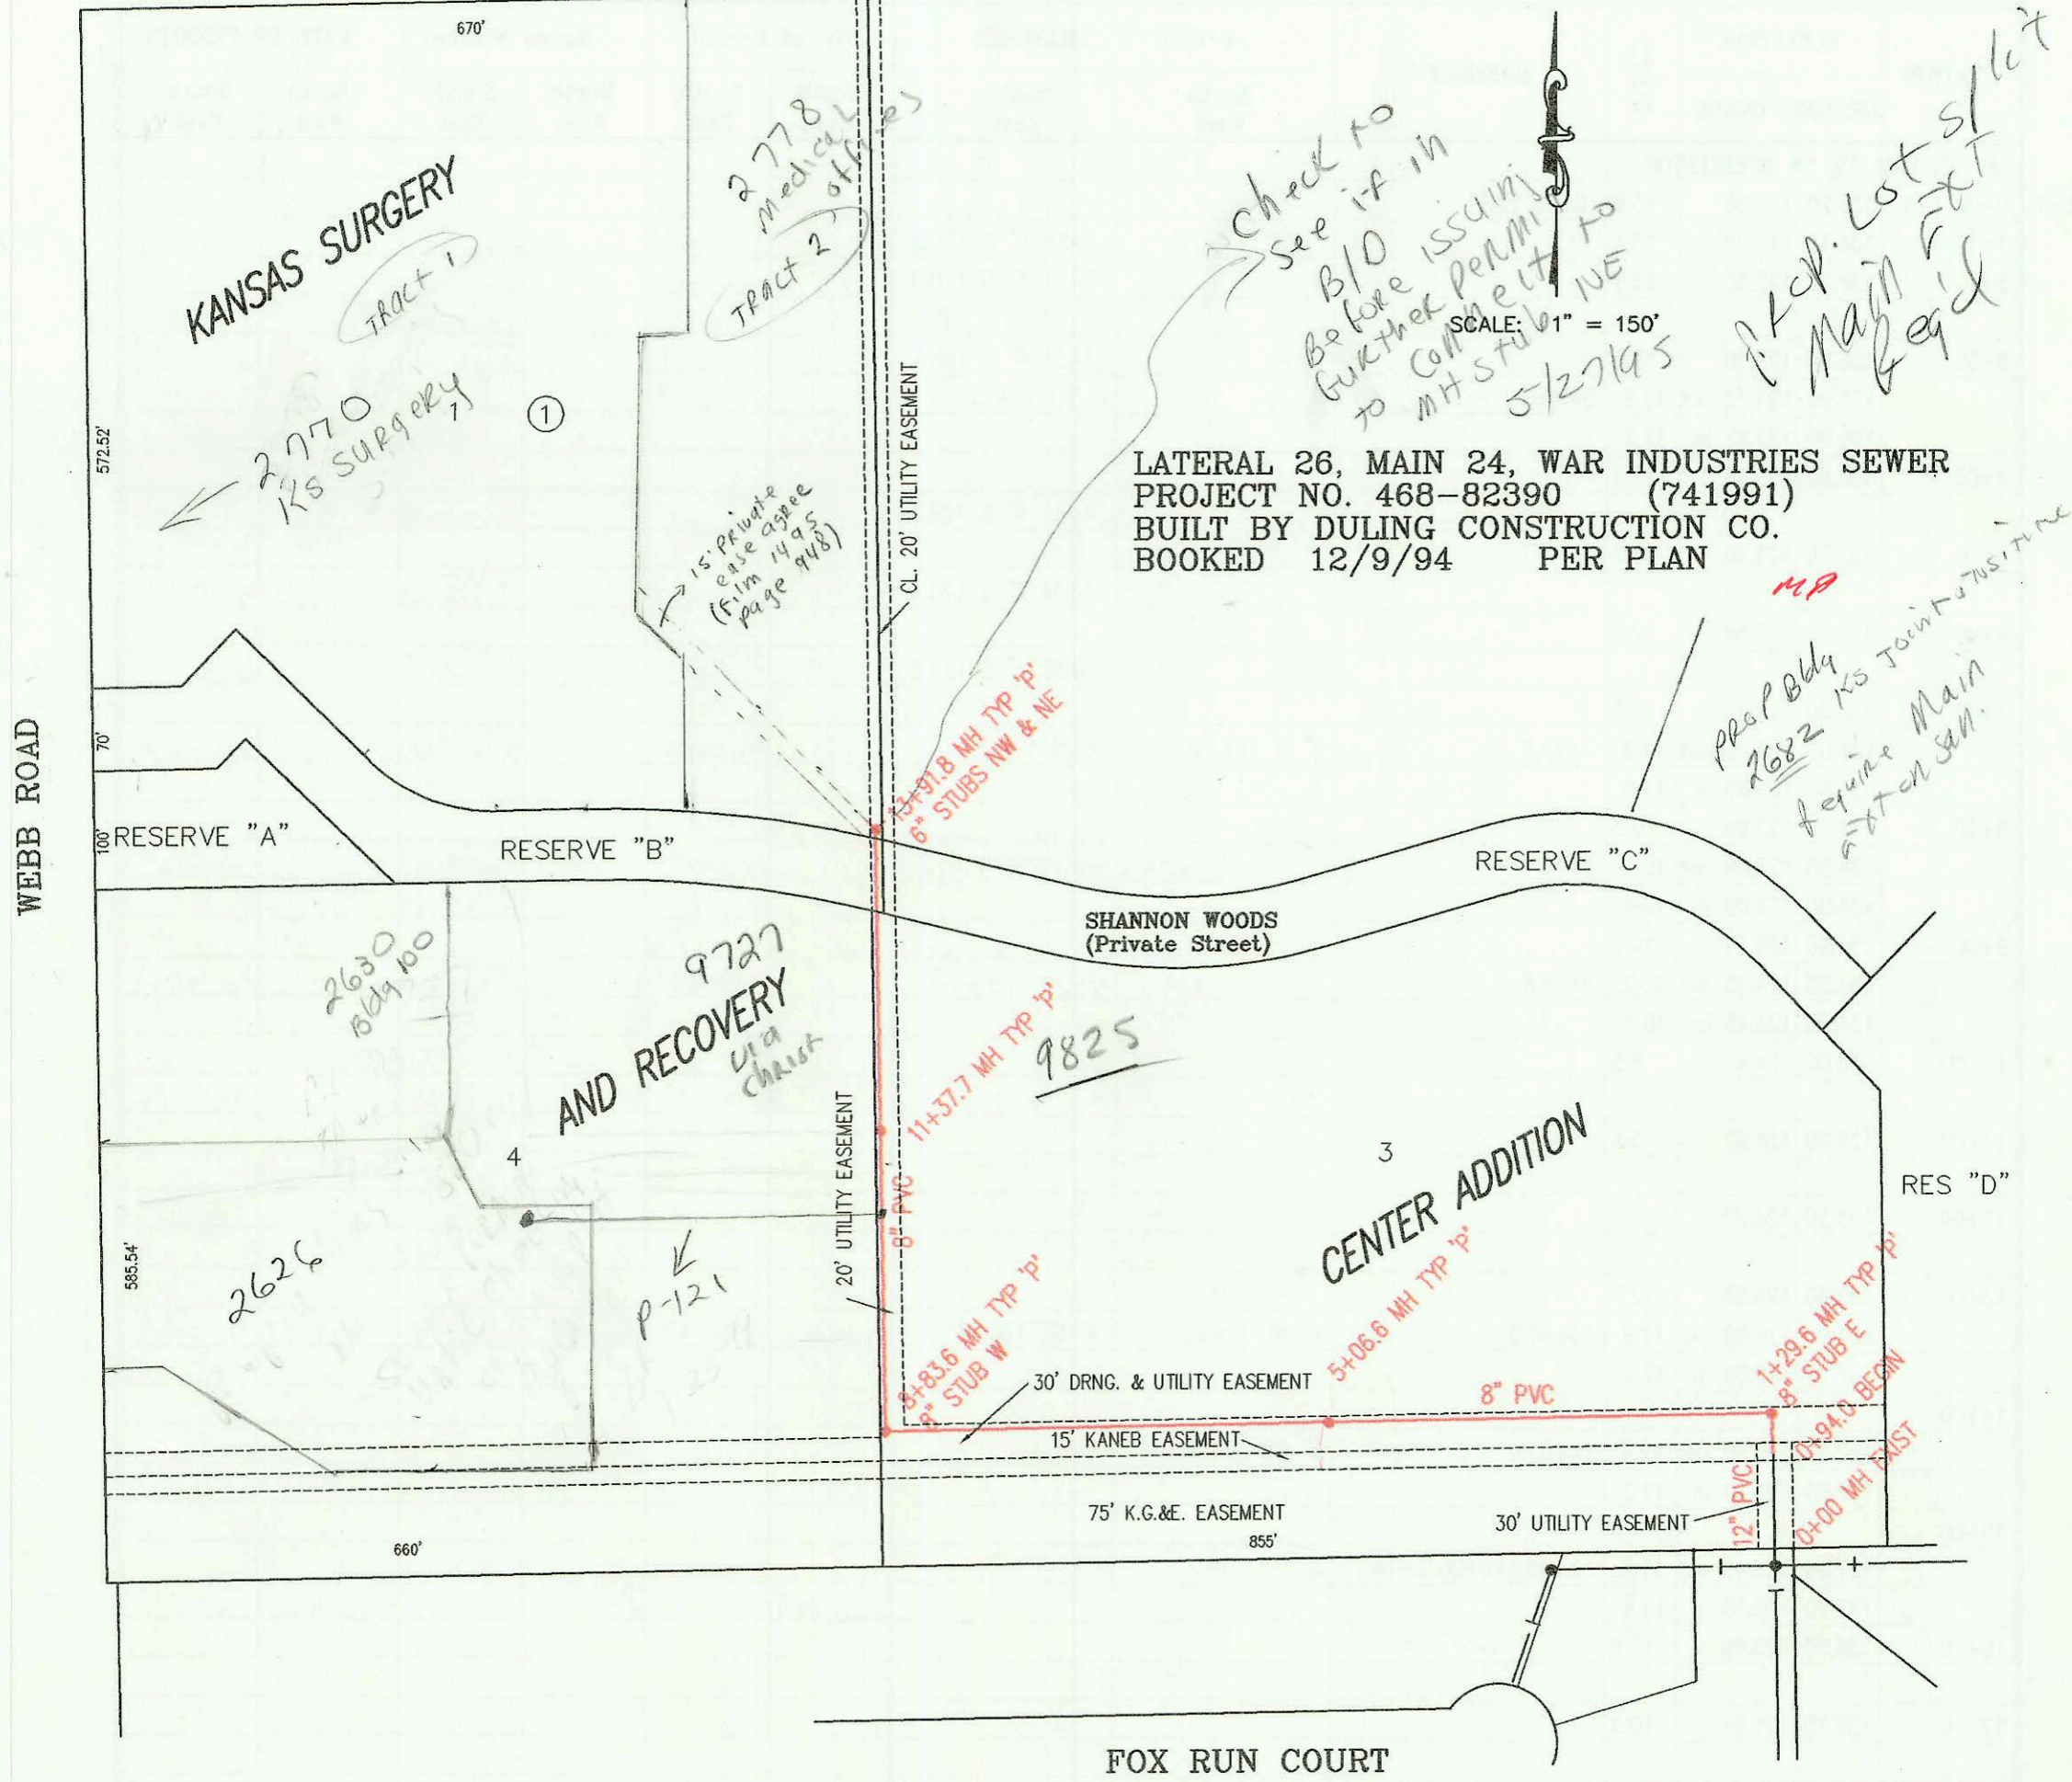 670'
KANSAS SURGERY
TRACT 1
2778
Medical
offices
TRACT 2
check to
see if in
B/D
Before issuing
further permit
to connect to
MH stub NE
5/27/95
SCALE: 1" = 150'
Prop. Lot s/
Main Ext
Req'd
2770
KS SURGERY
1
572.52'
CL. 20' UTILITY EASEMENT
15' private
ease agree
(Film 1495
page 948)
LATERAL 26, MAIN 24, WAR INDUSTRIES SEWER
PROJECT NO. 468-82390 (741991)
BUILT BY DULING CONSTRUCTION CO.
BOOKED 12/9/94 PER PLAN
MP
PROP Bldg
2682 KS Joint
require Main
Ext on San.
WEBB ROAD
70'
100'
RESERVE "A"
RESERVE "B"
13+91.8 MH TYP 'P'
6" STUBS NW & NE
RESERVE "C"
SHANNON WOODS
(Private Street)
2630
Bldg 100
9727
AND RECOVERY
via
christ
11+37.7 MH TYP 'P'
9825
4
3
CENTER ADDITION
RES "D"
20' UTILITY EASEMENT
8" PVC
585.54'
2626
P-121
8+83.6 MH TYP 'P'
8" STUB W
5+06.6 MH TYP 'P'
1+29.6 MH TYP 'P'
8" STUB E
0+94.0 BEGIN
0+00 MH EXIST
30' DRNG. & UTILITY EASEMENT
8" PVC
15' KANEB EASEMENT
12" PVC
75' K.G.&E. EASEMENT
30' UTILITY EASEMENT
660'
855'
FOX RUN COURT